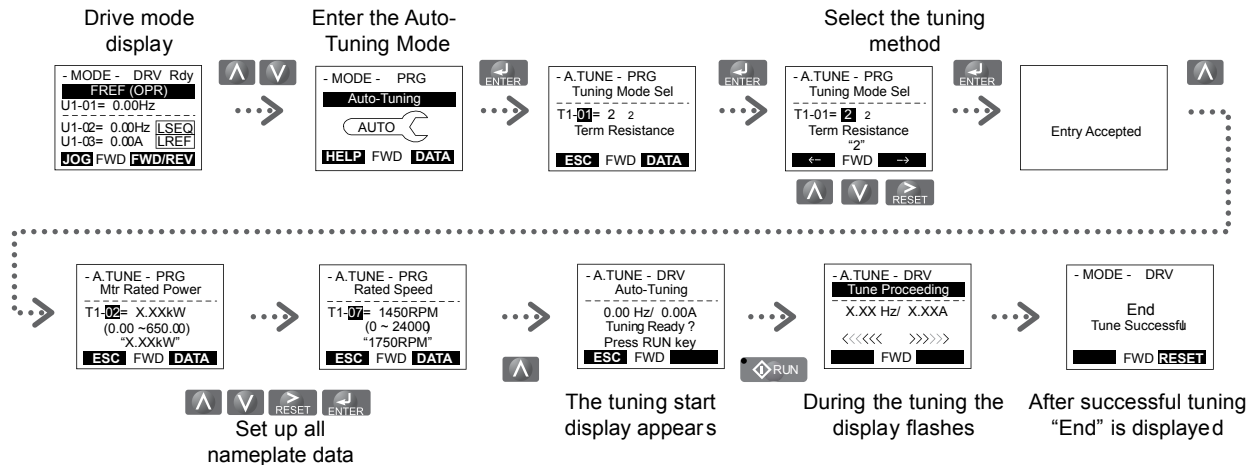 Drive mode
display
- MODE -   DRV  Rdy
FREF (OPR)
U1-01=  0.00Hz
U1-02=  0.00Hz LSEQ
U1-03=  0.00A LREF
JOG FWD FWD/REV
Enter the Auto-
Tuning Mode
- MODE -   PRG
Auto-Tuning
AUTO
HELP FWD DATA
ENTER
- A.TUNE -  PRG
Tuning Mode Sel
T1-01=  2  2
Term Resistance
ESC FWD DATA
ENTER
Select the tuning
method
- A.TUNE -  PRG
Tuning Mode Sel
T1-01= 2  2
Term Resistance
“2”
← FWD →
RESET
ENTER
Entry Accepted
- A.TUNE -  PRG
Mtr Rated Power
T1-02=  X.XXkW
(0.00 ~650.00)
“X.XXkW”
ESC FWD DATA
- A.TUNE -  PRG
Rated Speed
T1-07=  1450RPM
(0 ~ 24000)
“1750RPM”
ESC FWD DATA
RESET ENTER
Set up all
nameplate data
- A.TUNE -  DRV
Auto-Tuning
0.00 Hz/  0.00A
Tuning Ready ?
Press RUN key
ESC FWD
The tuning start
display appears
RUN
- A.TUNE -  DRV
Tune Proceeding
X.XX Hz/  X.XXA
<<<<<<  >>>>>>
FWD
During the tuning the
display flashes
- MODE -   DRV
End
Tune Successful
FWD RESET
After successful tuning
“End” is displayed